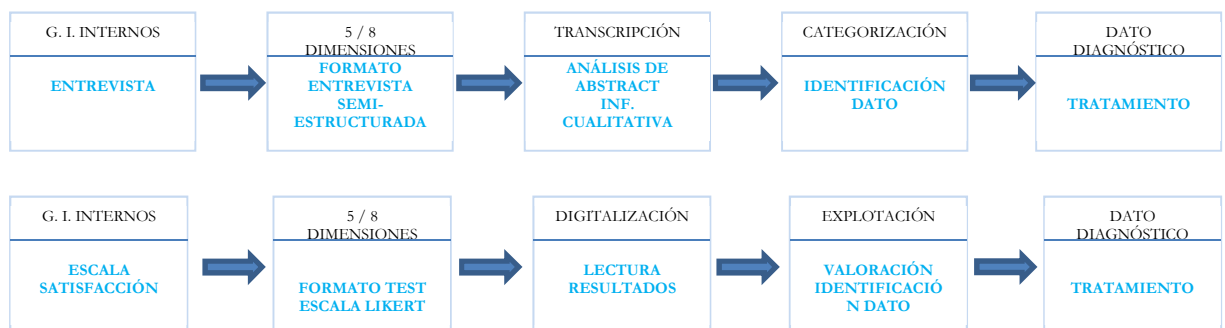 G. I. INTERNOS
ENTREVISTA
5 / 8
DIMENSIONES
FORMATO
ENTREVISTA
SEMI-
ESTRUCTURADA
TRANSCRIPCIÓN
ANÁLISIS DE
ABSTRACT
INF.
CUALITATIVA
CATEGORIZACIÓN
IDENTIFICACIÓN
DATO
DATO
DIAGNÓSTICO
TRATAMIENTO
G. I. INTERNOS
ESCALA
SATISFACCIÓN
5 / 8
DIMENSIONES
FORMATO TEST
ESCALA LIKERT
DIGITALIZACIÓN
LECTURA
RESULTADOS
EXPLOTACIÓN
VALORACIÓN
IDENTIFICACIÓ
N DATO
DATO
DIAGNÓSTICO
TRATAMIENTO